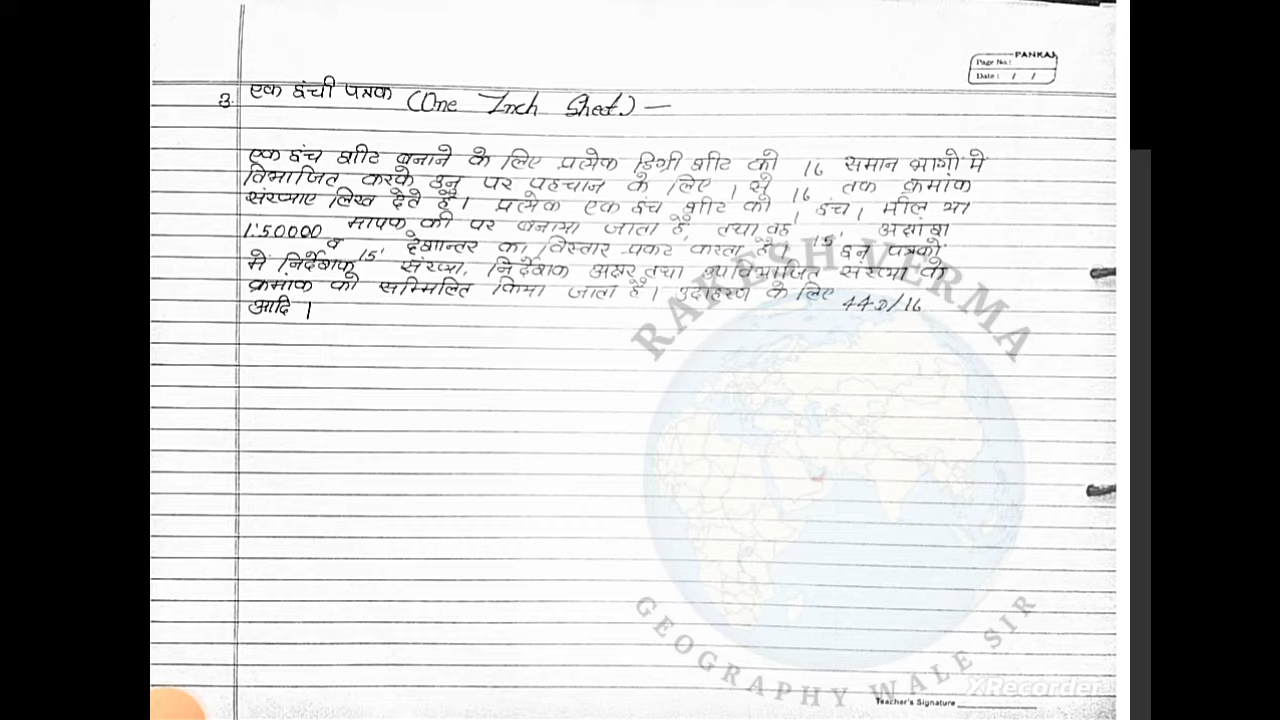 PANKAJ
Page No.:
Date: / /
3. एक इंची पत्रक (One Inch Sheet) —
एक इंच शीट बनाने के लिए प्रत्येक डिग्री शीट को 16 समान भागो मे
विभाजित करके उन पर पहचान के लिए 1 से 16 तक क्रमांक
संख्याए लिख देते है। प्रत्येक एक इंच शीट को 1 इंच, मील या
1:50000 मापक की पर बनाया जाता है, तथा वह 15' अक्षांश
व 15' देशान्तर का विस्तार प्रकट करता है। इन पत्रको
मे निर्देशांक संख्या, निर्देशांक अक्षर तथा उपविभाजित संख्या के
क्रमांक को सम्मिलित किया जाता है। उदाहरण के लिए 44D/16
आदि।
RAKESH VERMA
GEOGRAPHY WALE SIR
XRecorder
Teacher's Signature